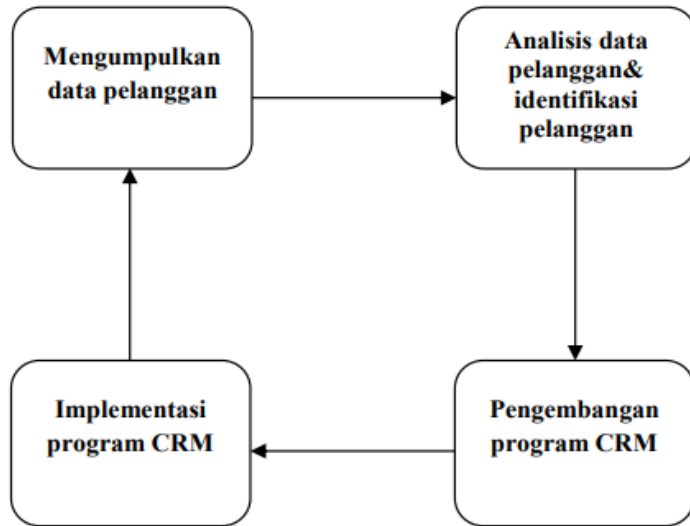 Mengumpulkan
data pelanggan
Analisis data
pelanggan&
identifikasi
pelanggan
Implementasi
program CRM
Pengembangan
program CRM